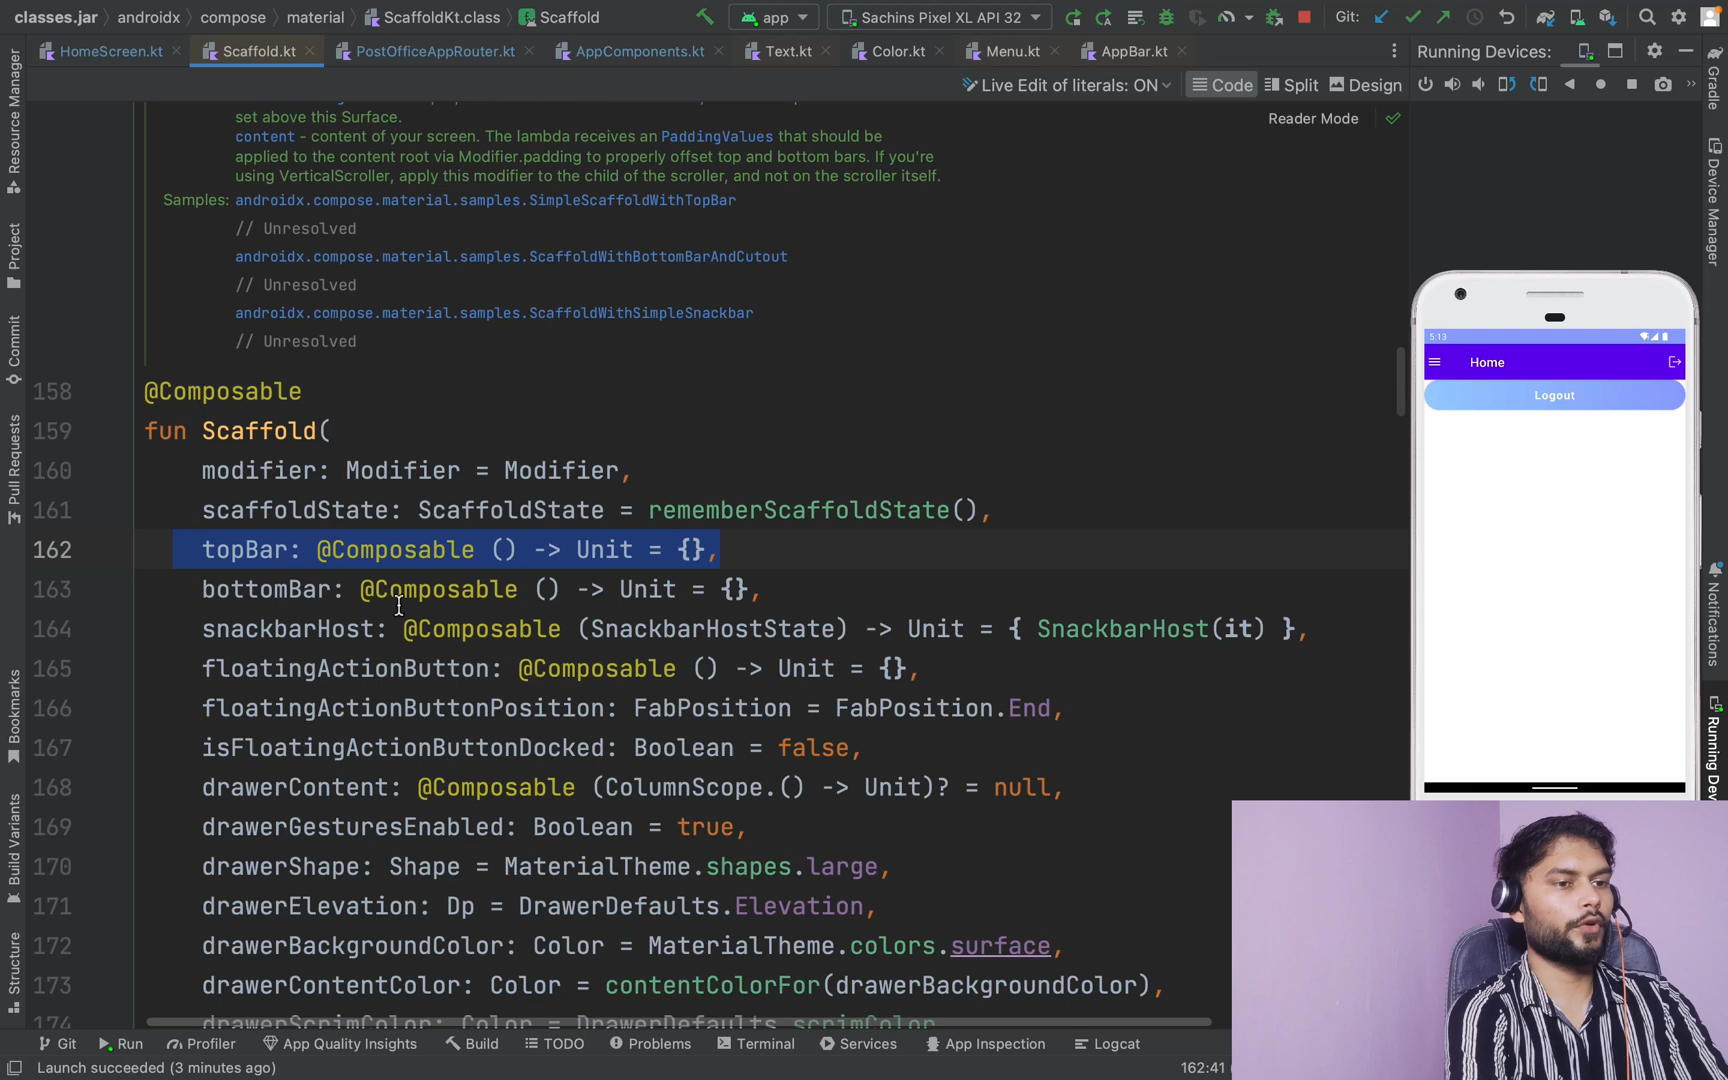 classes.jar androidx compose material ScaffoldKt.class Scaffold app Sachins Pixel XL API 32 Git:
HomeScreen.kt Scaffold.kt PostOfficeAppRouter.kt AppComponents.kt Text.kt Color.kt Menu.kt AppBar.kt Running Devices:
Live Edit of literals: ON Code Split Design
Reader Mode
set above this Surface.
content - content of your screen. The lambda receives an PaddingValues that should be
applied to the content root via Modifier.padding to properly offset top and bottom bars. If you're
using VerticalScroller, apply this modifier to the child of the scroller, and not on the scroller itself.
Samples: androidx.compose.material.samples.SimpleScaffoldWithTopBar
// Unresolved
androidx.compose.material.samples.ScaffoldWithBottomBarAndCutout
// Unresolved
androidx.compose.material.samples.ScaffoldWithSimpleSnackbar
// Unresolved
158 @Composable
159 fun Scaffold(
160 modifier: Modifier = Modifier,
161 scaffoldState: ScaffoldState = rememberScaffoldState(),
162 topBar: @Composable () -> Unit = {},
163 bottomBar: @Composable () -> Unit = {},
164 snackbarHost: @Composable (SnackbarHostState) -> Unit = { SnackbarHost(it) },
165 floatingActionButton: @Composable () -> Unit = {},
166 floatingActionButtonPosition: FabPosition = FabPosition.End,
167 isFloatingActionButtonDocked: Boolean = false,
168 drawerContent: @Composable (ColumnScope.() -> Unit)? = null,
169 drawerGesturesEnabled: Boolean = true,
170 drawerShape: Shape = MaterialTheme.shapes.large,
171 drawerElevation: Dp = DrawerDefaults.Elevation,
172 drawerBackgroundColor: Color = MaterialTheme.colors.surface,
173 drawerContentColor: Color = contentColorFor(drawerBackgroundColor),
174 drawerScrimColor: Color = DrawerDefaults.scrimColor
5:13
Home
Logout
Resource Manager
Project
Commit
Pull Requests
Bookmarks
Build Variants
Structure
Gradle
Device Manager
Notifications
Running Dev
Git Run Profiler App Quality Insights Build TODO Problems Terminal Services App Inspection Logcat
Launch succeeded (3 minutes ago) 162:41